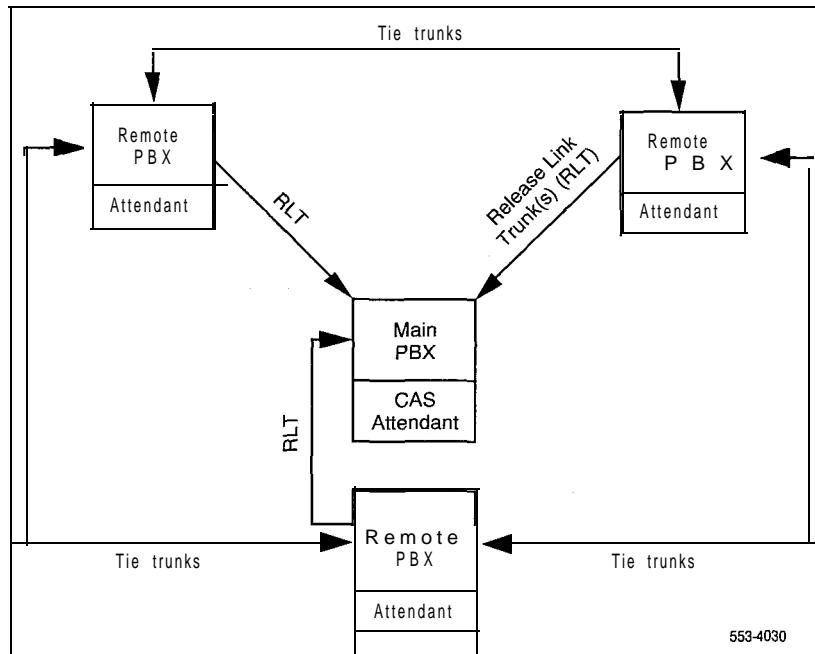 Tie trunks
Remote
PBX
Attendant
Remote
P B X
Attendant
RLT
Release Link
Trunk(s) (RLT)
Main
PBX
CAS
Attendant
RLT
Remote
PBX
Attendant
Tie trunks
Tie trunks
553-4030